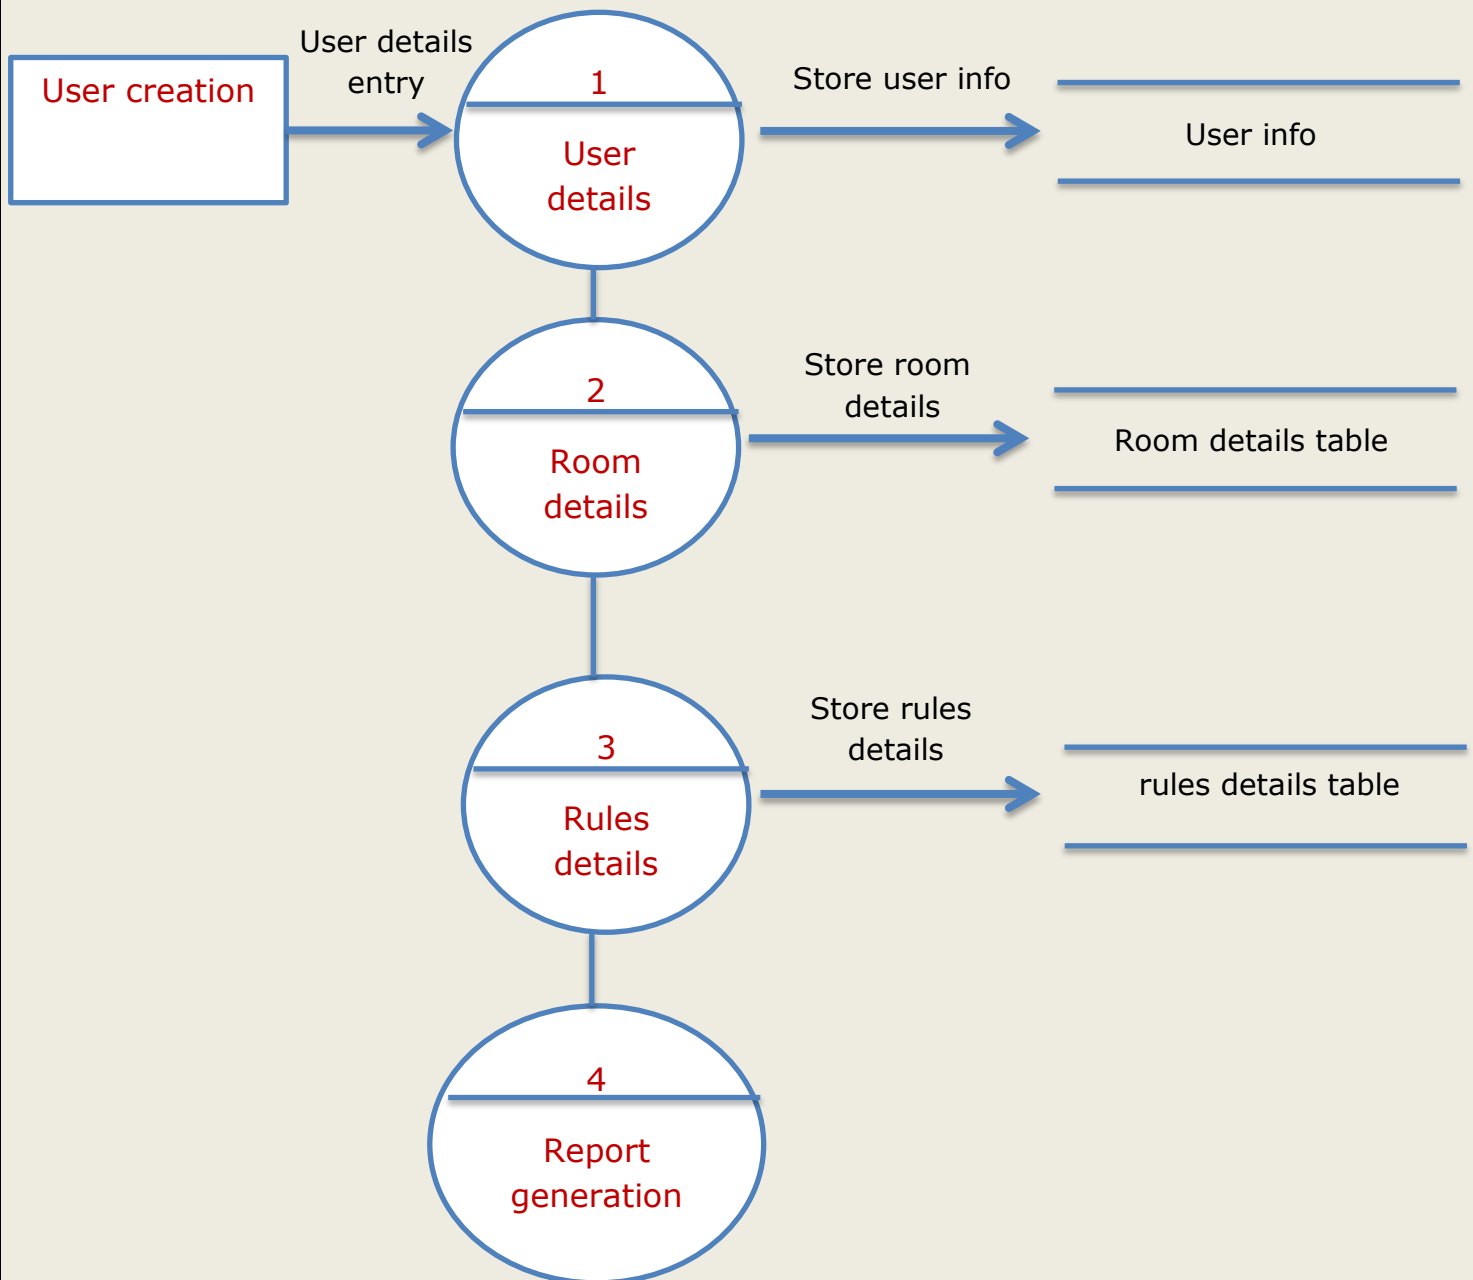 User creation
User details
entry
1
User
details
Store user info
User info
2
Room
details
Store room
details
Room details table
3
Rules
details
Store rules
details
rules details table
4
Report
generation